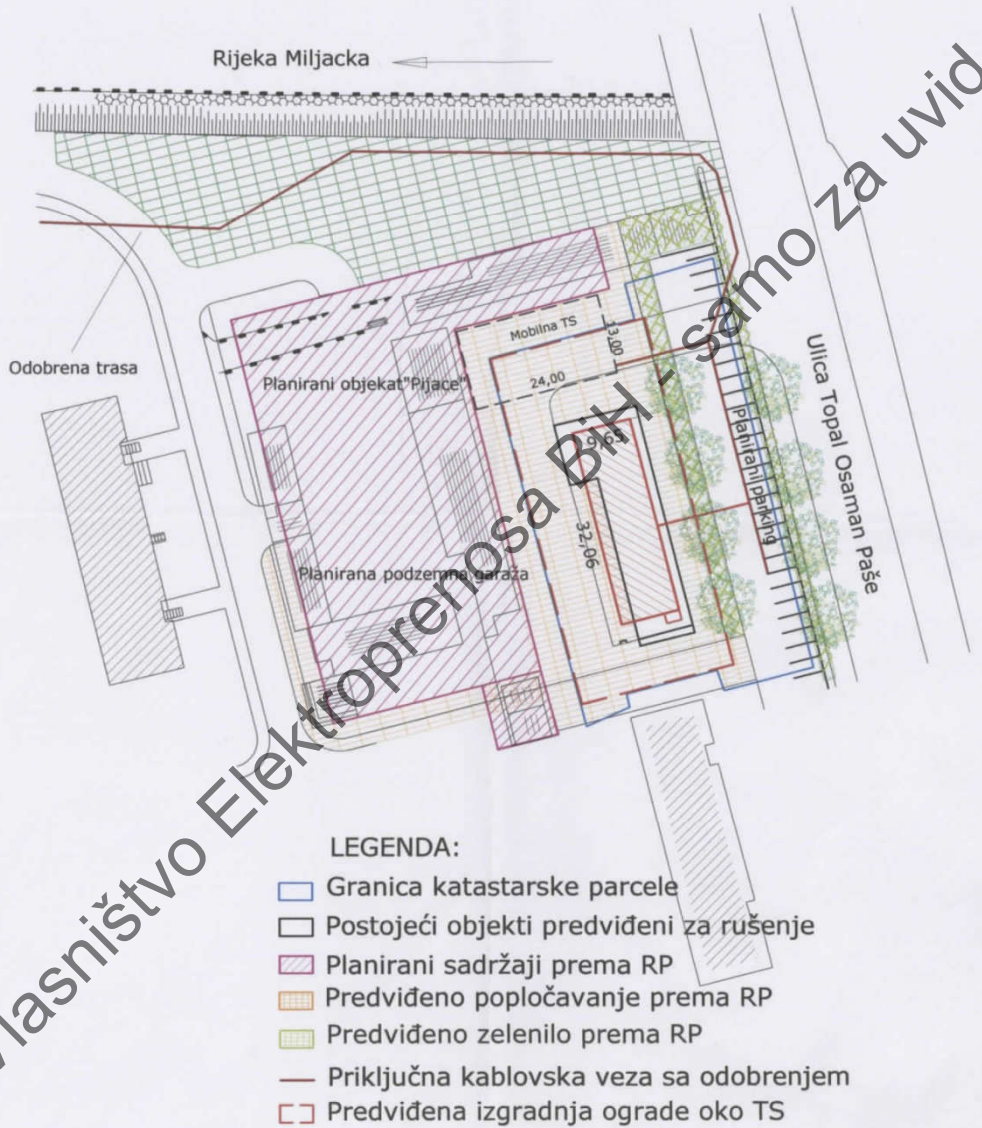 Rijeka Miljacka
Odobrena trasa
Mobilna TS
13,00
24,00
Planirani objekat"Pijace"
9,65
32,06
Planirana podzemna garaža
Planirani parking
Ulica Topal Osaman Paše
Vlasništvo Elektroprenosa BiH - samo za uvid
LEGENDA:
Granica katastarske parcele
Postojeći objekti predviđeni za rušenje
Planirani sadržaji prema RP
Predviđeno popločavanje prema RP
Predviđeno zelenilo prema RP
Priključna kablovska veza sa odobrenjem
Predviđena izgradnja ograde oko TS